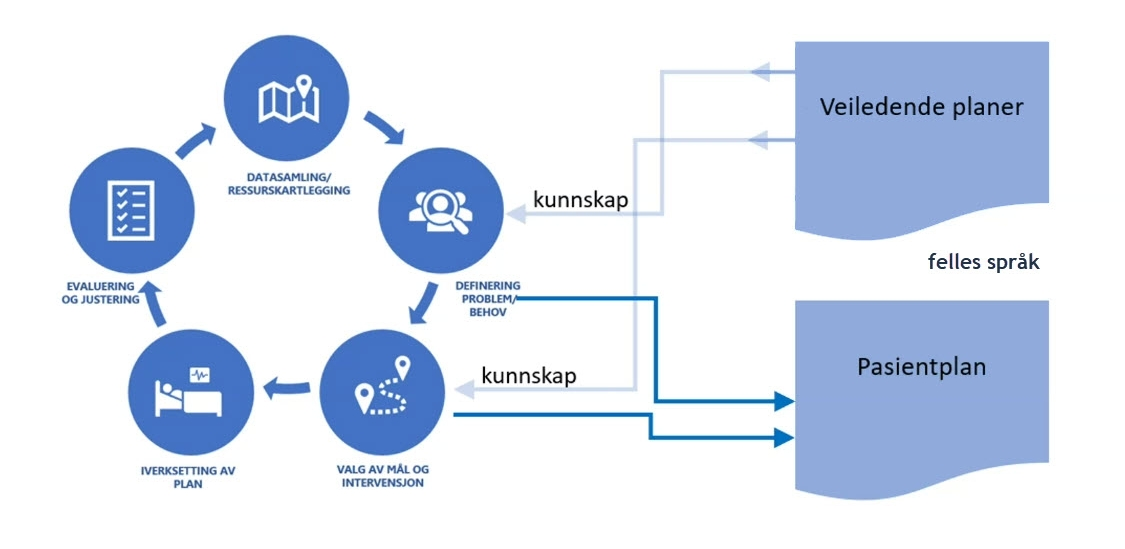 DATASAMLING/
RESSURSKARTLEGGING
DEFINERING
PROBLEM/
BEHOV
VALG AV MÅL OG
INTERVENSJON
IVERKSETTING AV
PLAN
EVALUERING
OG JUSTERING
kunnskap
kunnskap
Veiledende planer
felles språk
Pasientplan